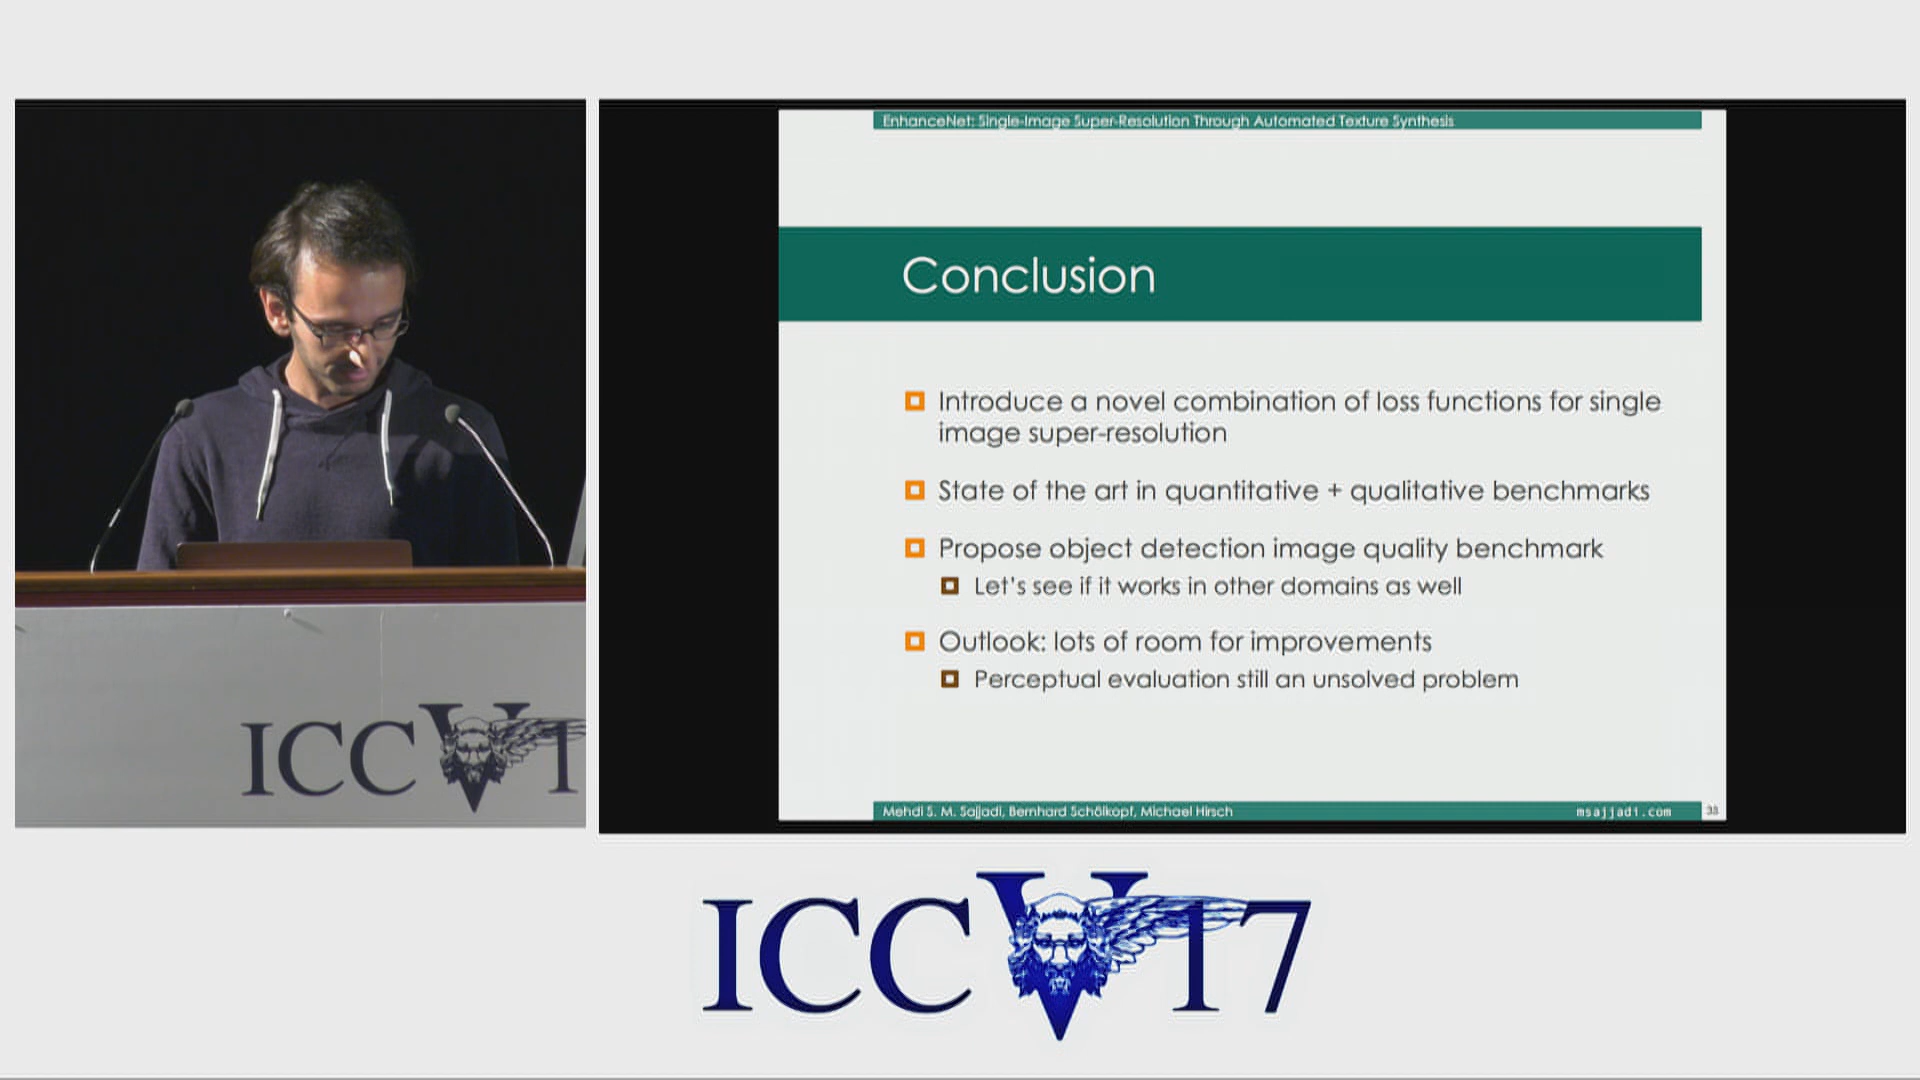 EnhanceNet: Single-Image Super-Resolution Through Automated Texture Synthesis
Conclusion
Introduce a novel combination of loss functions for single
image super-resolution
State of the art in quantitative + qualitative benchmarks
Propose object detection image quality benchmark
Let's see if it works in other domains as well
Outlook: lots of room for improvements
Perceptual evaluation still an unsolved problem
Mehdi S. M. Sajjadi, Bernhard Schölkopf, Michael Hirsch
msajjadi.com
ICCV 1
ICCV 17